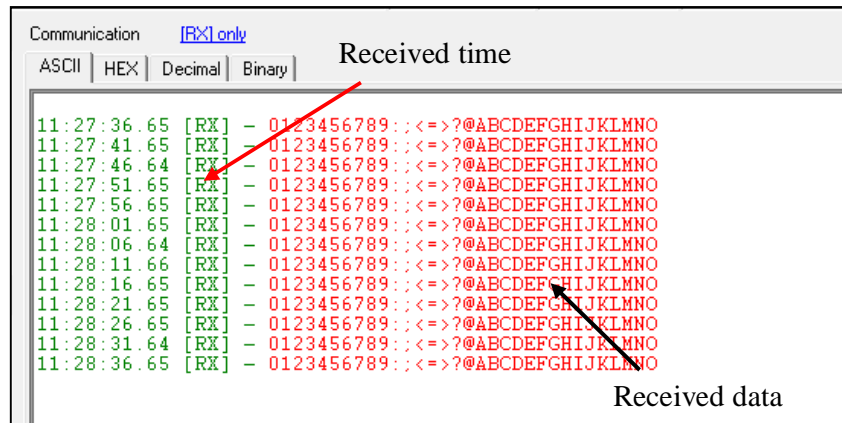 Communication [RX] only
Received time
ASCII HEX Decimal Binary
11:27:36.65 [RX] - 0123456789:;<=>?@ABCDEFGHIJKLMNO
11:27:41.65 [RX] - 0123456789:;<=>?@ABCDEFGHIJKLMNO
11:27:46.64 [RX] - 0123456789:;<=>?@ABCDEFGHIJKLMNO
11:27:51.65 [RX] - 0123456789:;<=>?@ABCDEFGHIJKLMNO
11:27:56.65 [RX] - 0123456789:;<=>?@ABCDEFGHIJKLMNO
11:28:01.65 [RX] - 0123456789:;<=>?@ABCDEFGHIJKLMNO
11:28:06.64 [RX] - 0123456789:;<=>?@ABCDEFGHIJKLMNO
11:28:11.66 [RX] - 0123456789:;<=>?@ABCDEFGHIJKLMNO
11:28:16.65 [RX] - 0123456789:;<=>?@ABCDEFGHIJKLMNO
11:28:21.65 [RX] - 0123456789:;<=>?@ABCDEFGHIJKLMNO
11:28:26.65 [RX] - 0123456789:;<=>?@ABCDEFGHIJKLMNO
11:28:31.64 [RX] - 0123456789:;<=>?@ABCDEFGHIJKLMNO
11:28:36.65 [RX] - 0123456789:;<=>?@ABCDEFGHIJKLMNO
Received data